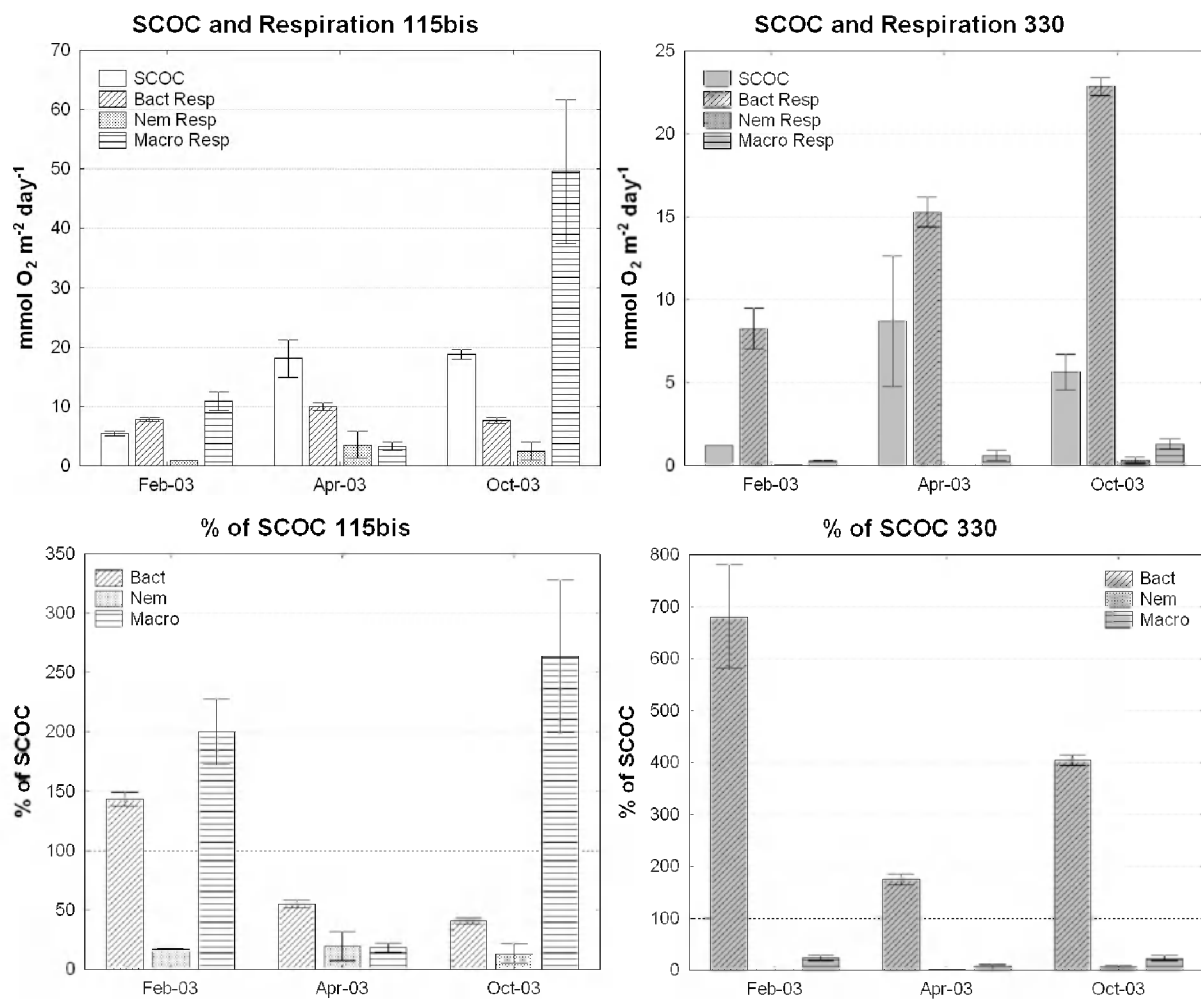 SCOC and Respiration 115bis
70
60
50
40
30
20
10
0
mmol O₂ m⁻² day⁻¹
SCOC
Bact Resp
Nem Resp
Macro Resp
Feb-03 Apr-03 Oct-03
SCOC and Respiration 330
25
20
15
10
5
0
mmol O₂ m⁻² day⁻¹
SCOC
Bact Resp
Nem Resp
Macro Resp
Feb-03 Apr-03 Oct-03
% of SCOC 115bis
350
300
250
200
150
100
50
0
% of SCOC
Bact
Nem
Macro
Feb-03 Apr-03 Oct-03
% of SCOC 330
800
700
600
500
400
300
200
100
0
% of SCOC
Bact
Nem
Macro
Feb-03 Apr-03 Oct-03